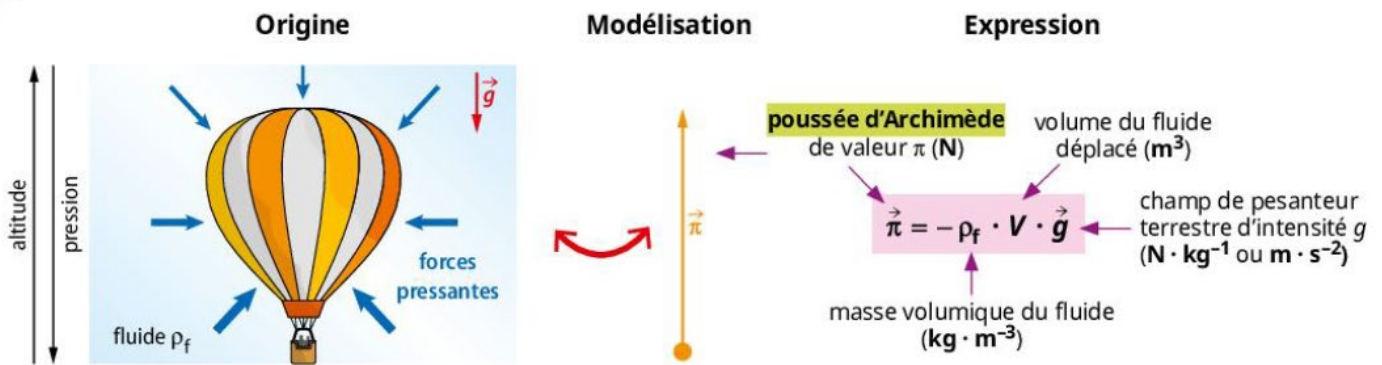 Origine
Modélisation
Expression
altitude
pression
g
forces
pressantes
fluide ρf
π
poussée d'Archimède
de valeur π (N)
volume du fluide
déplacé (m³)
π = – ρf · V · g
champ de pesanteur
terrestre d'intensité g
(N · kg⁻¹ ou m · s⁻²)
masse volumique du fluide
(kg · m⁻³)